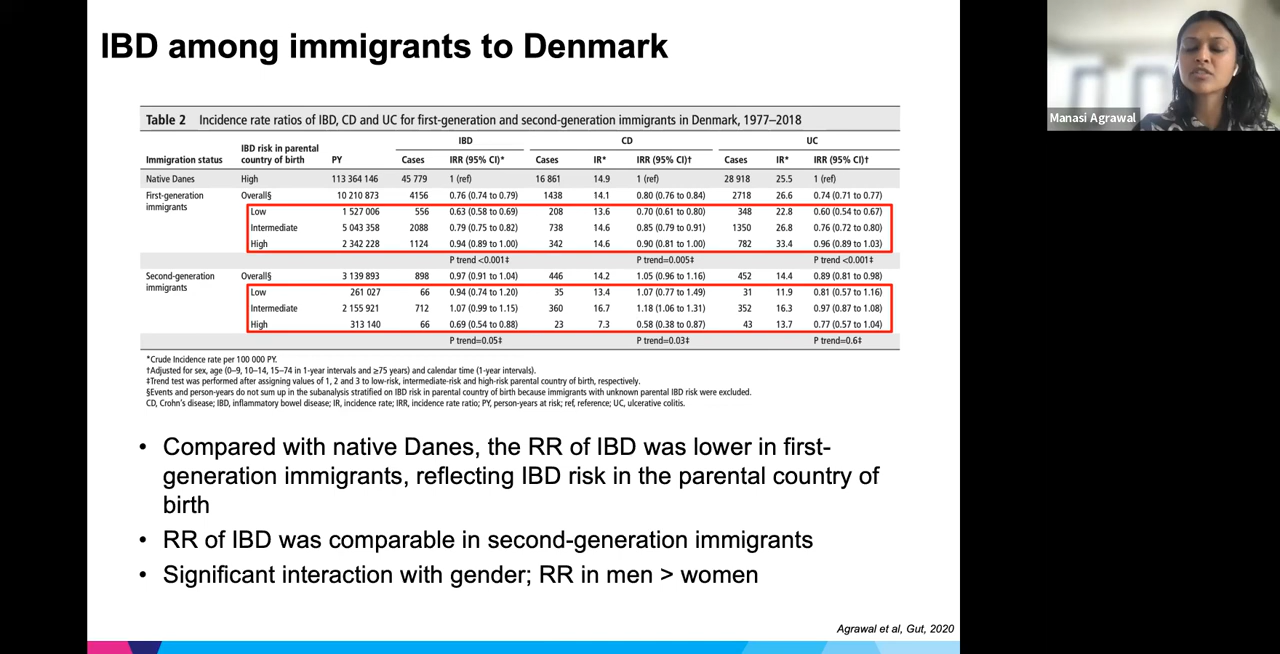 IBD among immigrants to Denmark
Manasi Agrawal
Table 2 Incidence rate ratios of IBD, CD and UC for first-generation and second-generation immigrants in Denmark, 1977–2018
IBD CD UC
Immigration status IBD risk in parental country of birth PY Cases IRR (95% CI)* Cases IR* IRR (95% CI)† Cases IR* IRR (95% CI)†
Native Danes High 113 364 146 45 779 1 (ref) 16 861 14.9 1 (ref) 28 918 25.5 1 (ref)
First-generation immigrants Overall§ 10 210 873 4156 0.76 (0.74 to 0.79) 1438 14.1 0.80 (0.76 to 0.84) 2718 26.6 0.74 (0.71 to 0.77)
Low 1 527 006 556 0.63 (0.58 to 0.69) 208 13.6 0.70 (0.61 to 0.80) 348 22.8 0.60 (0.54 to 0.67)
Intermediate 5 043 358 2088 0.79 (0.75 to 0.82) 738 14.6 0.85 (0.79 to 0.91) 1350 26.8 0.76 (0.72 to 0.80)
High 2 342 228 1124 0.94 (0.89 to 1.00) 342 14.6 0.90 (0.81 to 1.00) 782 33.4 0.96 (0.89 to 1.03)
P trend <0.001‡ P trend=0.005‡ P trend <0.001‡
Second-generation immigrants Overall§ 3 139 893 898 0.97 (0.91 to 1.04) 446 14.2 1.05 (0.96 to 1.16) 452 14.4 0.89 (0.81 to 0.98)
Low 261 027 66 0.94 (0.74 to 1.20) 35 13.4 1.07 (0.77 to 1.49) 31 11.9 0.81 (0.57 to 1.16)
Intermediate 2 155 921 712 1.07 (0.99 to 1.15) 360 16.7 1.18 (1.06 to 1.31) 352 16.3 0.97 (0.87 to 1.08)
High 313 140 66 0.69 (0.54 to 0.88) 23 7.3 0.58 (0.38 to 0.87) 43 13.7 0.77 (0.57 to 1.04)
P trend=0.05‡ P trend=0.03‡ P trend=0.6‡
*Crude Incidence rate per 100 000 PY.
†Adjusted for sex, age (0–9, 10–14, 15–74 in 1-year intervals and ≥75 years) and calendar time (1-year intervals).
‡Trend test was performed after assigning values of 1, 2 and 3 to low-risk, intermediate-risk and high-risk parental country of birth, respectively.
§Events and person-years do not sum up in the subanalysis stratified on IBD risk in parental country of birth because immigrants with unknown parental IBD risk were excluded.
CD, Crohn's disease; IBD, inflammatory bowel disease; IR, incidence rate; IRR, incidence rate ratio; PY, person-years at risk; ref, reference; UC, ulcerative colitis.
• Compared with native Danes, the RR of IBD was lower in first-
generation immigrants, reflecting IBD risk in the parental country of
birth
• RR of IBD was comparable in second-generation immigrants
• Significant interaction with gender; RR in men > women
Agrawal et al, Gut, 2020